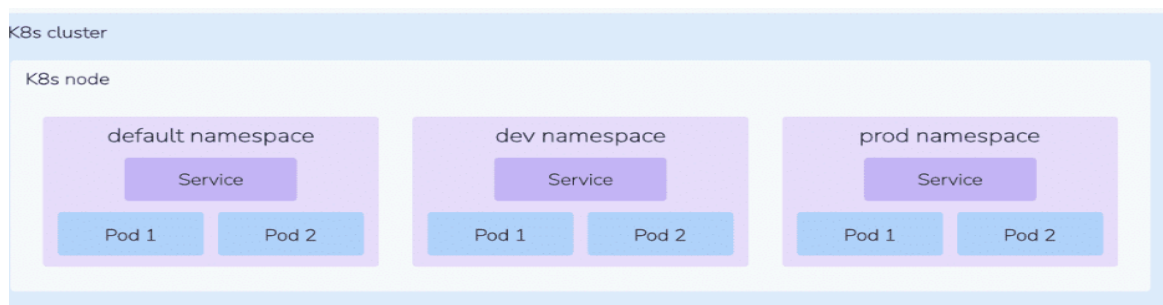 K8s cluster
K8s node
default namespace
Service
Pod 1
Pod 2
dev namespace
Service
Pod 1
Pod 2
prod namespace
Service
Pod 1
Pod 2